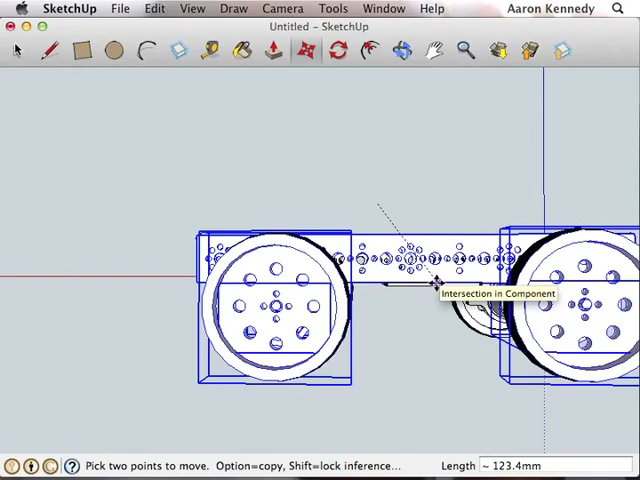 SketchUp File Edit View Draw Camera Tools Window Help Aaron Kennedy
Untitled - SketchUp
Intersection in Component
Pick two points to move. Option=copy, Shift=lock inference... Length ~ 123.4mm